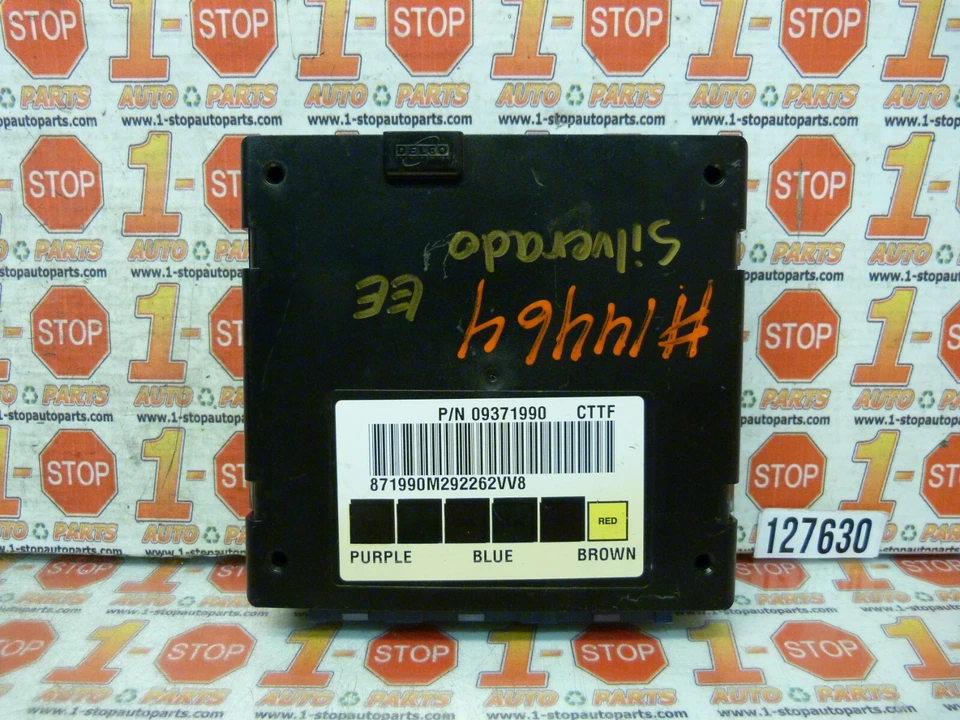 DELCO
Silverado
EE
#14464
P/N 09371990 CTTF
871990M292262VV8
RED
PURPLE BLUE BROWN
127630
1-STOP
AUTO PARTS
www.1-stopautoparts.com